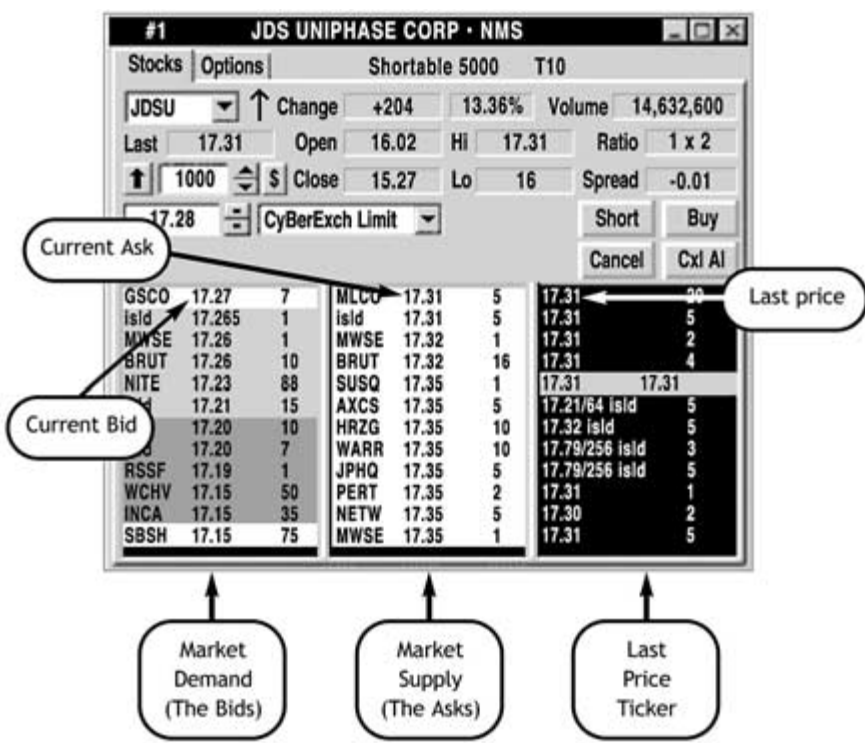 #1 JDS UNIPHASE CORP · NMS
Stocks Options Shortable 5000 T10
JDSU Change +204 13.36% Volume 14,632,600
Last 17.31 Open 16.02 Hi 17.31 Ratio 1 x 2
1000 $ Close 15.27 Lo 16 Spread -0.01
17.28 CyBerExch Limit Short Buy
Cancel Cxl Al
Current Ask
Last price
Current Bid
GSCO 17.27 7
isld 17.265 1
MWSE 17.26 1
BRUT 17.26 10
NITE 17.23 88
17.21 15
17.20 10
17.20 7
RSSF 17.19 1
WCHV 17.15 50
INCA 17.15 35
SBSH 17.15 75
MLCO 17.31 5
isld 17.31 5
MWSE 17.32 1
BRUT 17.32 16
SUSQ 17.35 1
AXCS 17.35 5
HRZG 17.35 10
WARR 17.35 10
JPHQ 17.35 5
PERT 17.35 2
NETW 17.35 5
MWSE 17.35 1
17.31
17.31 5
17.31 2
17.31 4
17.31 17.31
17.21/64 isld 5
17.32 isld 5
17.79/256 isld 3
17.79/256 isld 5
17.31 1
17.30 2
17.31 5
Market
Demand
(The Bids)
Market
Supply
(The Asks)
Last
Price
Ticker